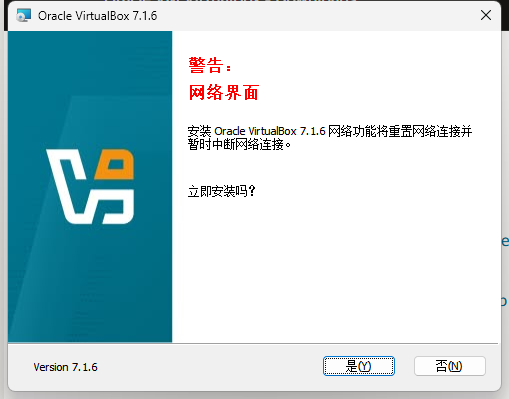 Oracle VirtualBox 7.1.6
警告：
网络界面
安装 Oracle VirtualBox 7.1.6 网络功能将重置网络连接并
暂时中断网络连接。
立即安装吗？
Version 7.1.6
是(Y)
否(N)